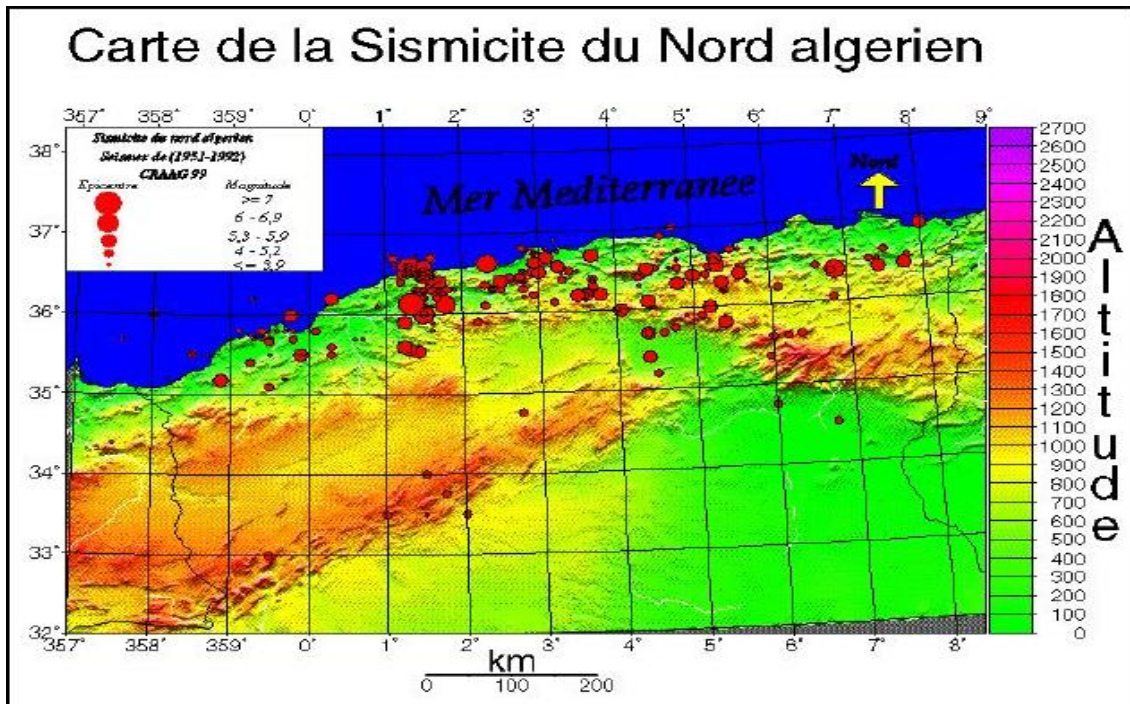 Carte de la Sismicite du Nord algerien
357° 358° 359° 0° 1° 2° 3° 4° 5° 6° 7° 8° 9°
Sismicite du nord algerien
Seismes de (1951-1992)
CRAAG 99
Epicentre Magnitude
>= 7
6 - 6,9
5,3 - 5,9
4 - 5,2
<= 3,9
Mer Mediterranee
Nord
38°
37°
36°
35°
34°
33°
32°
357° 358° 359° 0° 1° 2° 3° 4° 5° 6° 7° 8°
km
0 100 200
2700
2600
2500
2400
2300
2200
2100
2000
1900
1800
1700
1600
1500
1400
1300
1200
1100
1000
900
800
700
600
500
400
300
200
100
0
Altitude